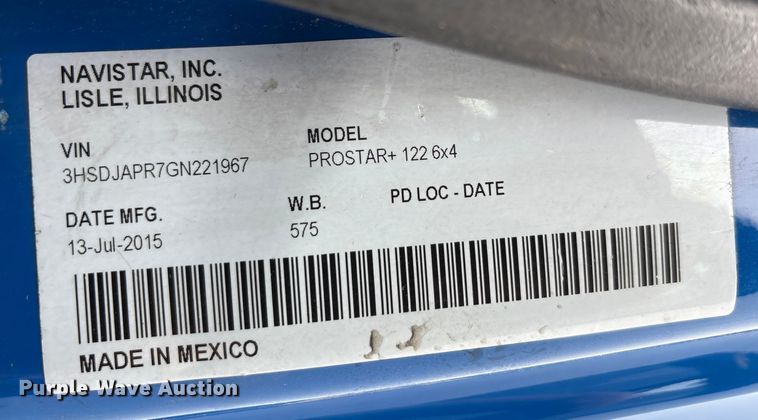 NAVISTAR, INC.
LISLE, ILLINOIS
VIN
3HSDJAPR7GN221967
MODEL
PROSTAR+ 122 6x4
DATE MFG.
13-Jul-2015
W.B.
575
PD LOC - DATE
MADE IN MEXICO
Purple Wave Auction